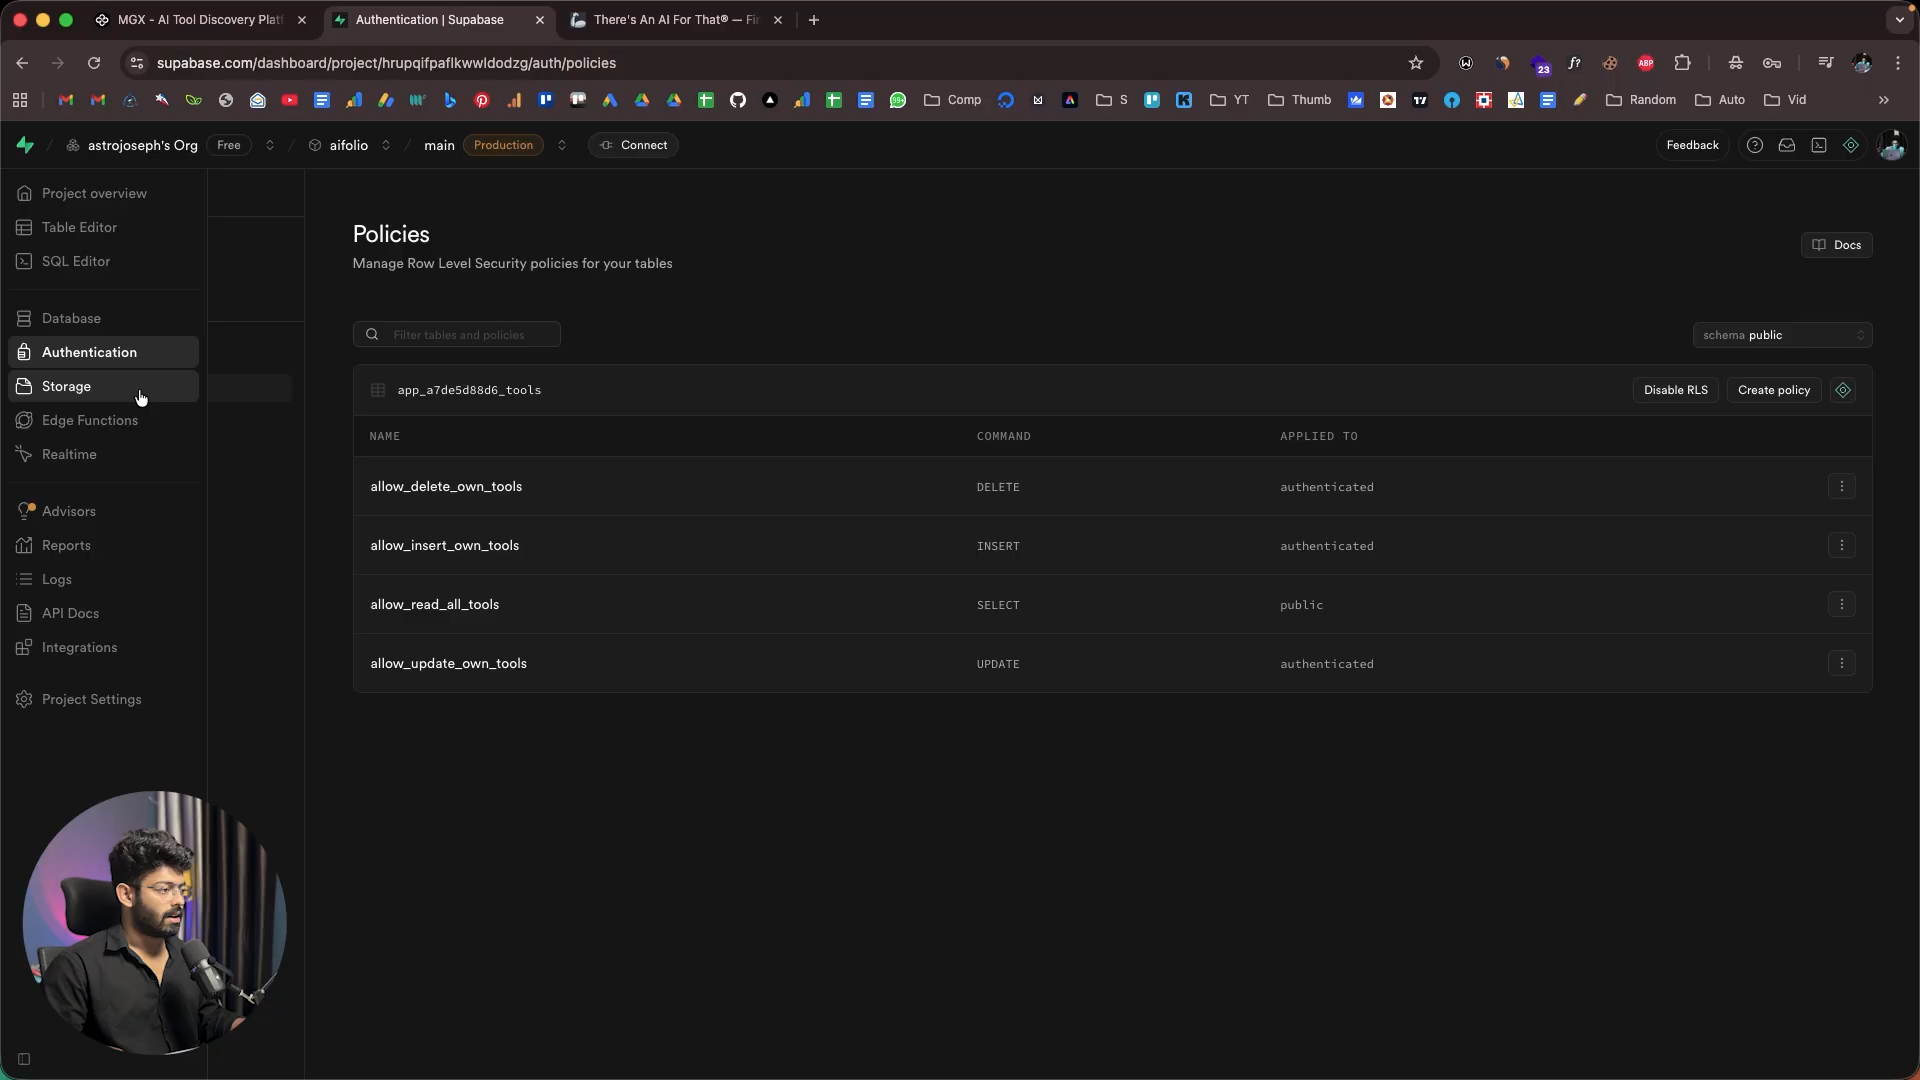 MGX - AI Tool Discovery Platf
Authentication | Supabase
There's An AI For That® — Fin
supabase.com/dashboard/project/hrupqifpaflkwwldodzg/auth/policies
23
f?
ABP
99+
Comp
S
YT
Thumb
Random
Auto
Vid
astrojoseph's Org
Free
aifolio
main
Production
Connect
Feedback
Project overview
Table Editor
SQL Editor
Database
Authentication
Storage
Edge Functions
Realtime
Advisors
Reports
Logs
API Docs
Integrations
Project Settings
Policies
Manage Row Level Security policies for your tables
Docs
Filter tables and policies
schema public
app_a7de5d88d6_tools
Disable RLS
Create policy
NAME COMMAND APPLIED TO
allow_delete_own_tools DELETE authenticated
allow_insert_own_tools INSERT authenticated
allow_read_all_tools SELECT public
allow_update_own_tools UPDATE authenticated